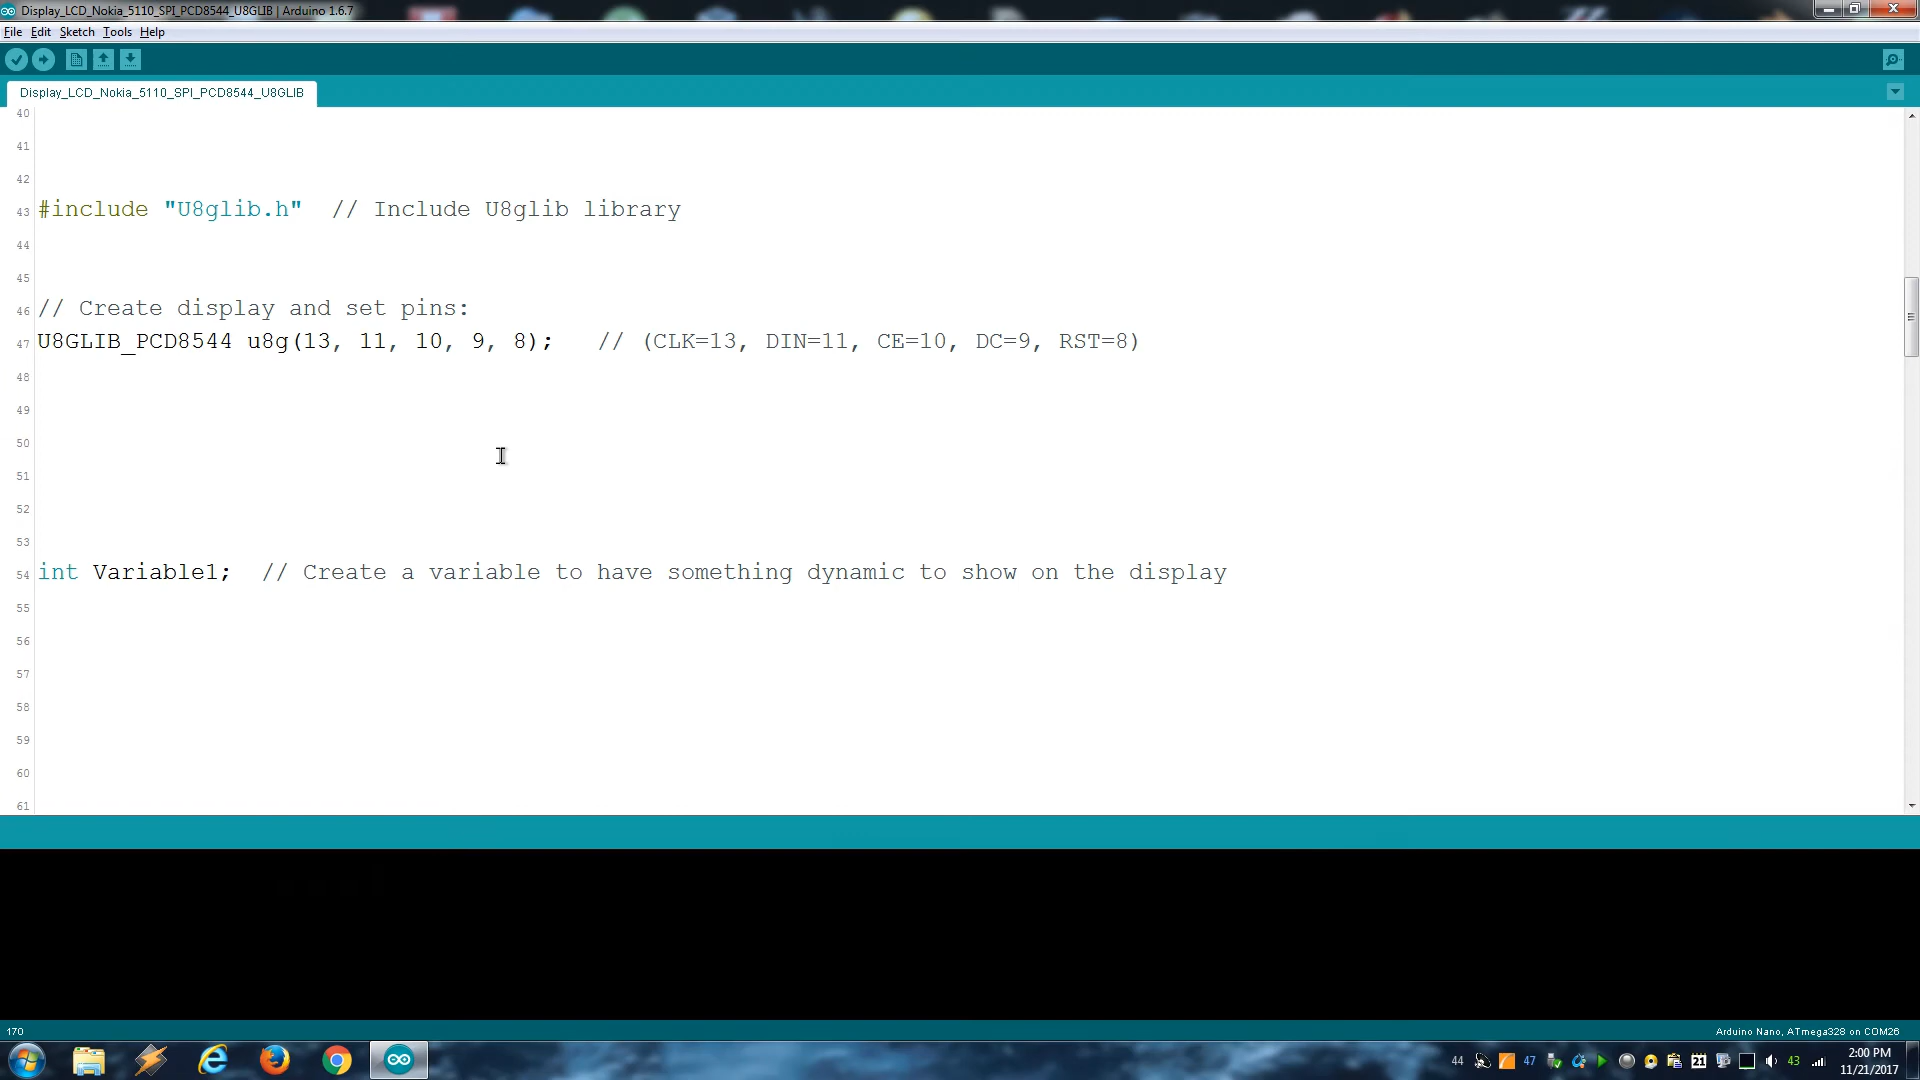 Display_LCD_Nokia_5110_SPI_PCD8544_U8GLIB | Arduino 1.6.7
File Edit Sketch Tools Help
Display_LCD_Nokia_5110_SPI_PCD8544_U8GLIB
40
41
42
43 #include "U8glib.h"  // Include U8glib library
44
45
46 // Create display and set pins:
47 U8GLIB_PCD8544 u8g(13, 11, 10, 9, 8);   // (CLK=13, DIN=11, CE=10, DC=9, RST=8)
48
49
50
51
52
53
54 int Variable1;  // Create a variable to have something dynamic to show on the display
55
56
57
58
59
60
61
170 Arduino Nano, ATmega328 on COM26
44 47 21 43 2:00 PM
11/21/2017